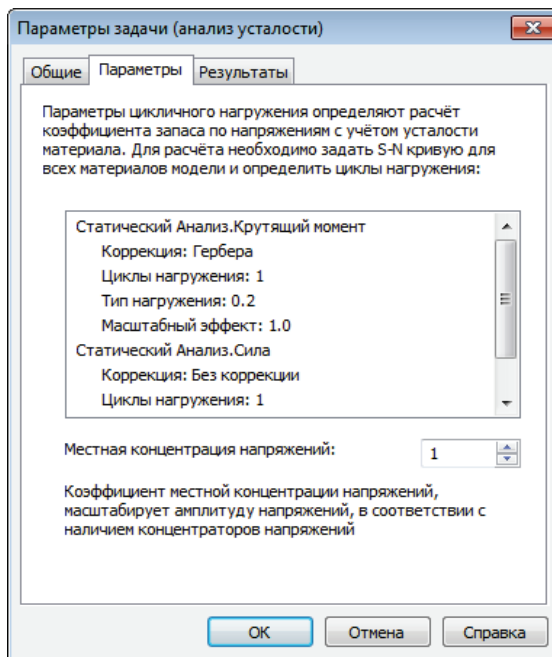 Параметры задачи (анализ усталости)
Общие Параметры Результаты
Параметры цикличного нагружения определяют расчёт
коэффициента запаса по напряжениям с учётом усталости
материала. Для расчёта необходимо задать S-N кривую для
всех материалов модели и определить циклы нагружения:
Статический Анализ.Крутящий момент
Коррекция: Гербера
Циклы нагружения: 1
Тип нагружения: 0.2
Масштабный эффект: 1.0
Статический Анализ.Сила
Коррекция: Без коррекции
Циклы нагружения: 1
Местная концентрация напряжений: 1
Коэффициент местной концентрации напряжений,
масштабирует амплитуду напряжений, в соответствии с
наличием концентраторов напряжений
ОК Отмена Справка